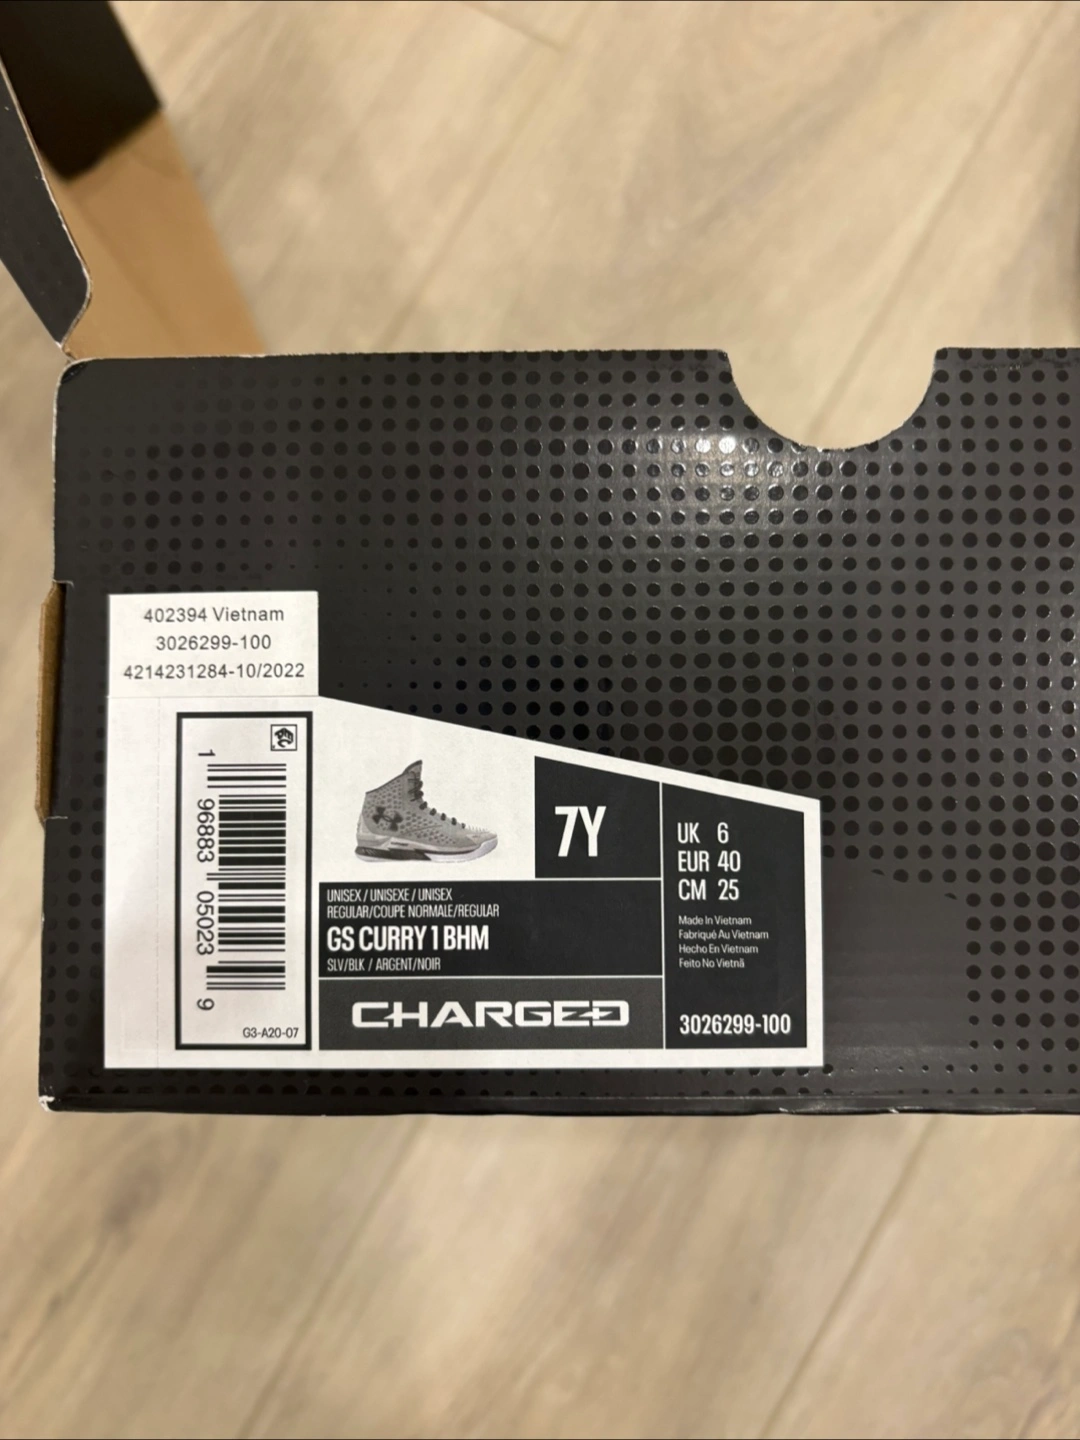 402394 Vietnam
3026299-100
4214231284-10/2022
1 96883 05023 9
G3-A20-07
7Y
UNISEX / UNISEXE / UNISEX
REGULAR/COUPE NORMALE/REGULAR
GS CURRY 1 BHM
SLV/BLK / ARGENT/NOIR
CHARGED
UK 6
EUR 40
CM 25
Made In Vietnam
Fabriqué Au Vietnam
Hecho En Vietnam
Feito No Vietnã
3026299-100